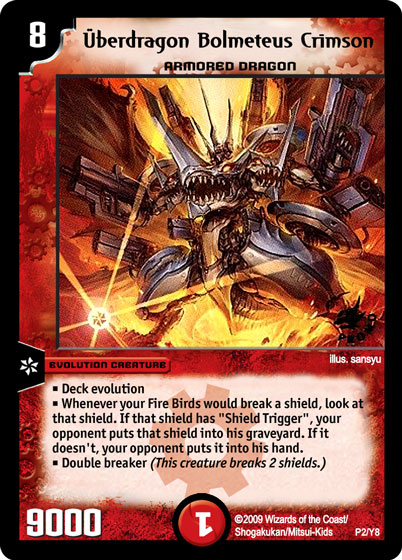 8
Überdragon Bolmeteus Crimson
ARMORED DRAGON
illus. sansyu
EVOLUTION CREATURE
▪ Deck evolution
▪ Whenever your Fire Birds would break a shield, look at
that shield. If that shield has "Shield Trigger", your
opponent puts that shield into his graveyard. If it
doesn't, your opponent puts it into his hand.
▪ Double breaker (This creature breaks 2 shields.)
9000
1
©2009 Wizards of the Coast/
Shogakukan/Mitsui-Kids
P2/Y8